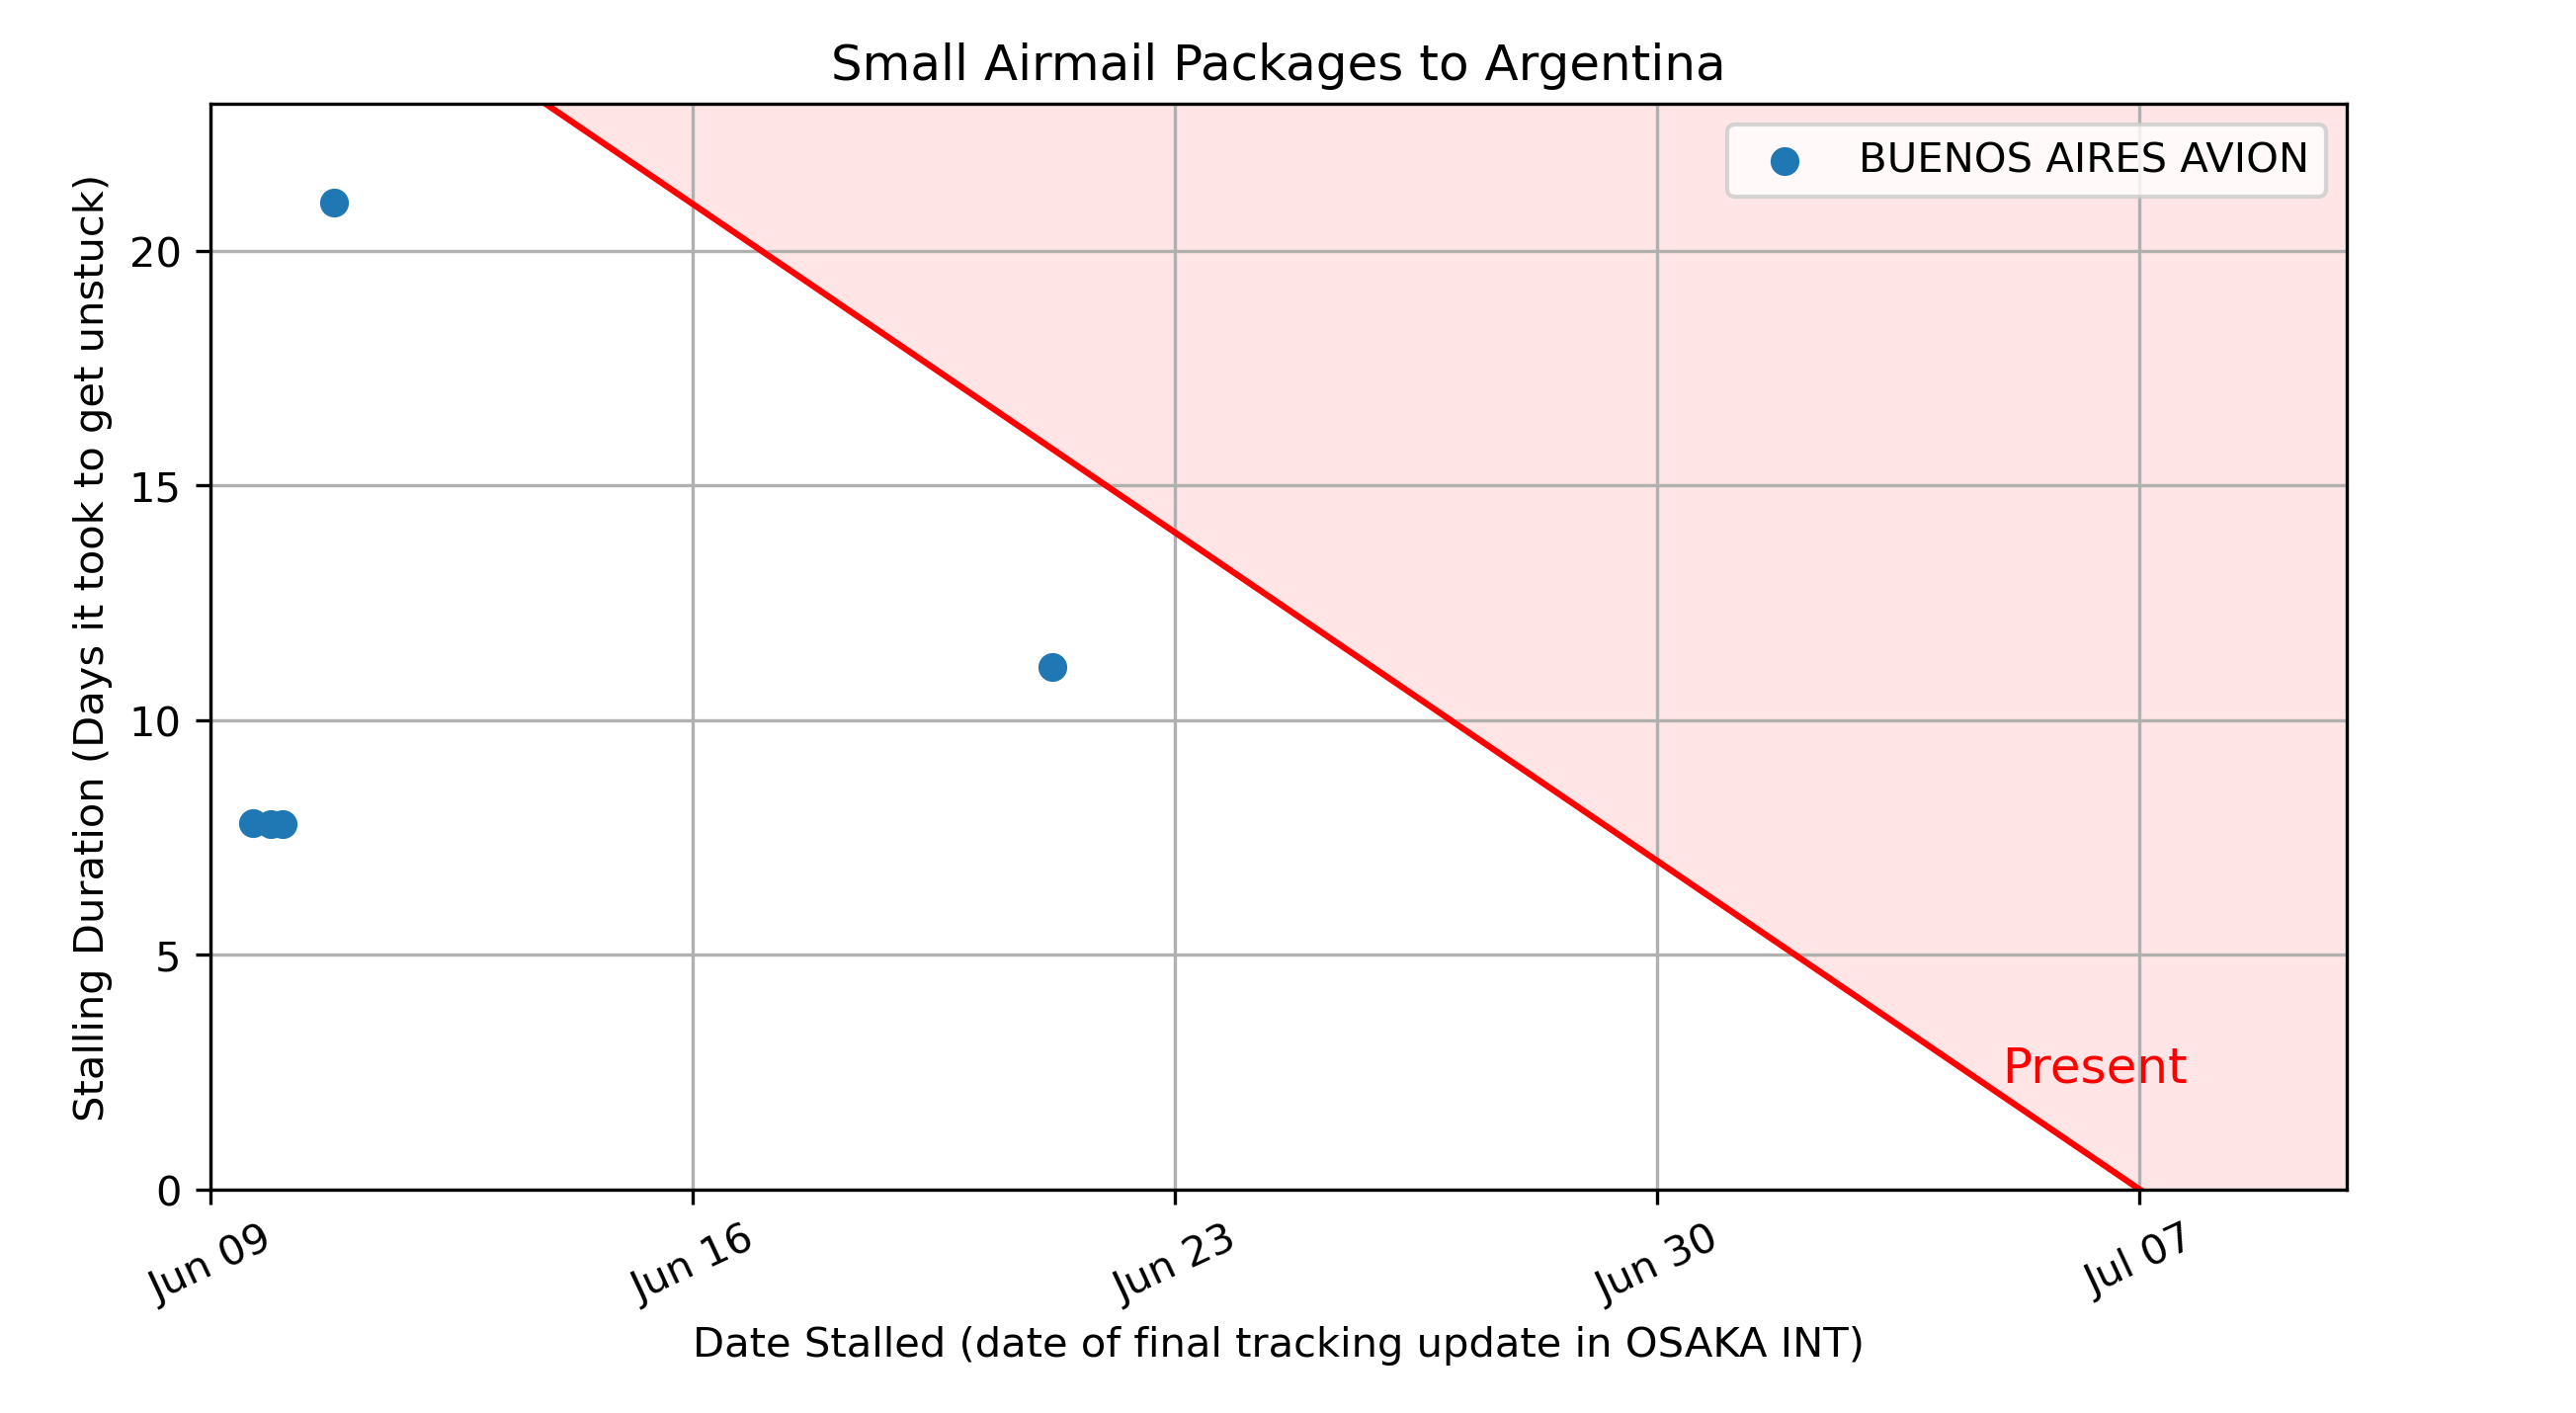 Small Airmail Packages to Argentina
BUENOS AIRES AVION
Stalling Duration (Days it took to get unstuck)
20
15
10
5
0
Present
Jun 09
Jun 16
Jun 23
Jun 30
Jul 07
Date Stalled (date of final tracking update in OSAKA INT)